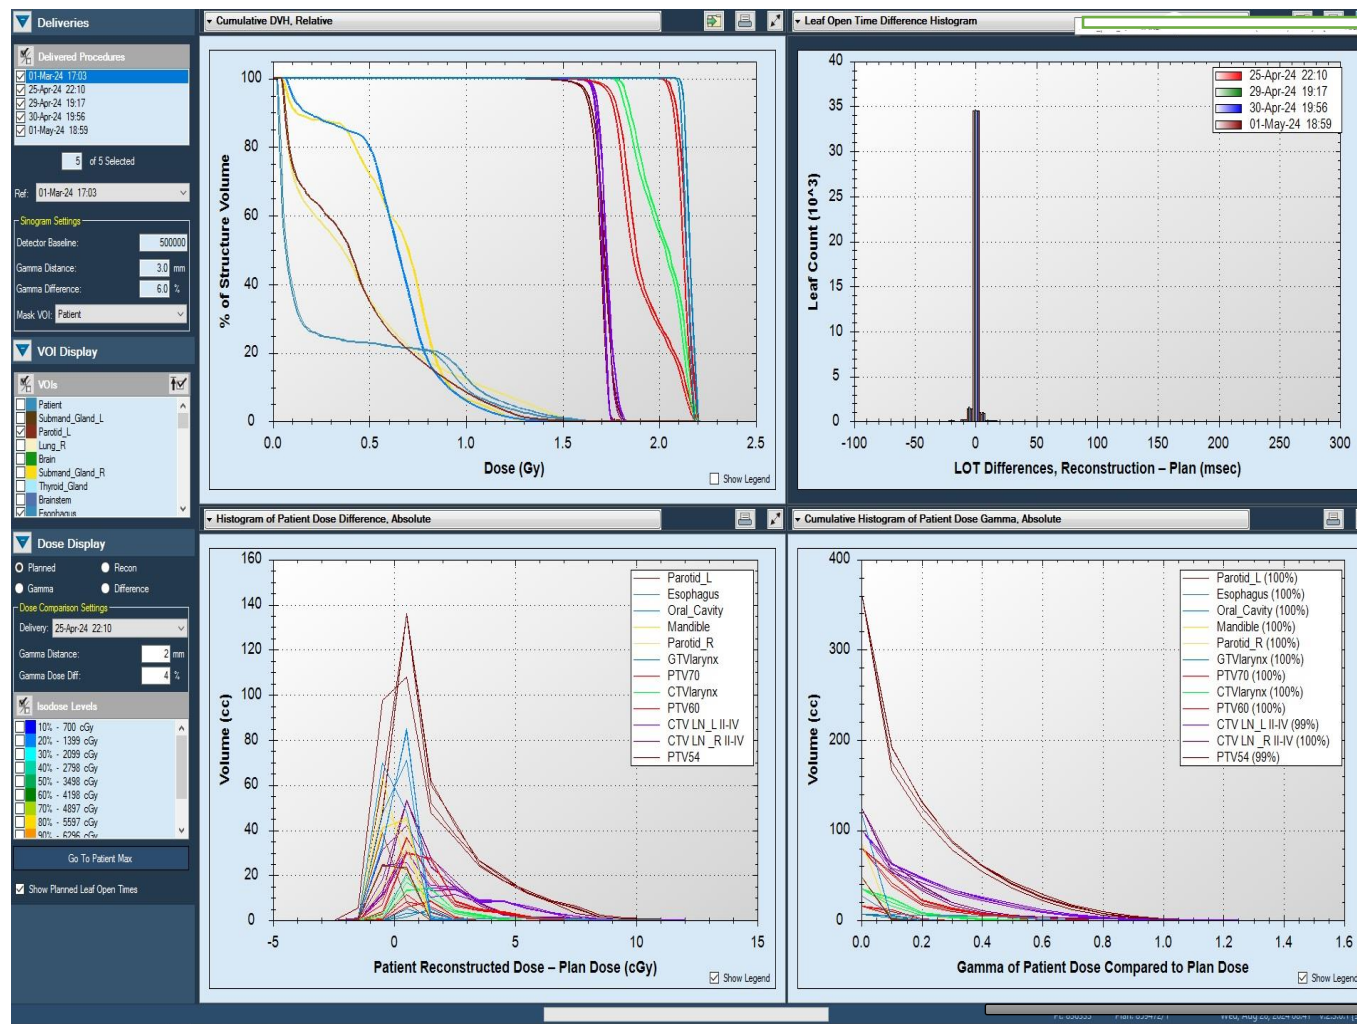 Deliveries
Delivered Procedures
01-Mar-24 17:03
25-Apr-24 22:10
29-Apr-24 19:17
30-Apr-24 19:56
01-May-24 18:59
5 of 5 Selected
Ref: 01-Mar-24 17:03
Sinogram Settings
Detector Baseline: 500000
Gamma Distance: 3.0 mm
Gamma Difference: 6.0 %
Mask VOI: Patient
VOI Display
VOIs
Patient
Submand_Gland_L
Parotid_L
Lung_R
Brain
Submand_Gland_R
Thyroid_Gland
Brainstem
Esophagus
Dose Display
Planned Recon
Gamma Difference
Dose Comparison Settings
Delivery: 25-Apr-24 22:10
Gamma Distance: 2 mm
Gamma Dose Diff: 4 %
Isodose Levels
10% - 700 cGy
20% - 1399 cGy
30% - 2099 cGy
40% - 2798 cGy
50% - 3498 cGy
60% - 4198 cGy
70% - 4897 cGy
80% - 5597 cGy
90% - 6296 cGy
Go To Patient Max
Show Planned Leaf Open Times
Cumulative DVH, Relative
% of Structure Volume
100
80
60
40
20
0
0.0 0.5 1.0 1.5 2.0 2.5
Dose (Gy)
Show Legend
Leaf Open Time Difference Histogram
Leaf Count (10^3)
40
35
30
25
20
15
10
5
0
25-Apr-24 22:10
29-Apr-24 19:17
30-Apr-24 19:56
01-May-24 18:59
-100 -50 0 50 100 150 200 250 300
LOT Differences, Reconstruction – Plan (msec)
Histogram of Patient Dose Difference, Absolute
Volume (cc)
160
140
120
100
80
60
40
20
0
Parotid_L
Esophagus
Oral_Cavity
Mandible
Parotid_R
GTVlarynx
PTV70
CTVlarynx
PTV60
CTV LN_L II-IV
CTV LN _R II-IV
PTV54
-5 0 5 10 15
Patient Reconstructed Dose – Plan Dose (cGy)
Show Legend
Cumulative Histogram of Patient Dose Gamma, Absolute
Volume (cc)
400
300
200
100
0
Parotid_L (100%)
Esophagus (100%)
Oral_Cavity (100%)
Mandible (100%)
Parotid_R (100%)
GTVlarynx (100%)
PTV70 (100%)
CTVlarynx (100%)
PTV60 (100%)
CTV LN_L II-IV (99%)
CTV LN _R II-IV (100%)
PTV54 (99%)
0.0 0.2 0.4 0.6 0.8 1.0 1.2 1.4 1.6
Gamma of Patient Dose Compared to Plan Dose
Show Legend